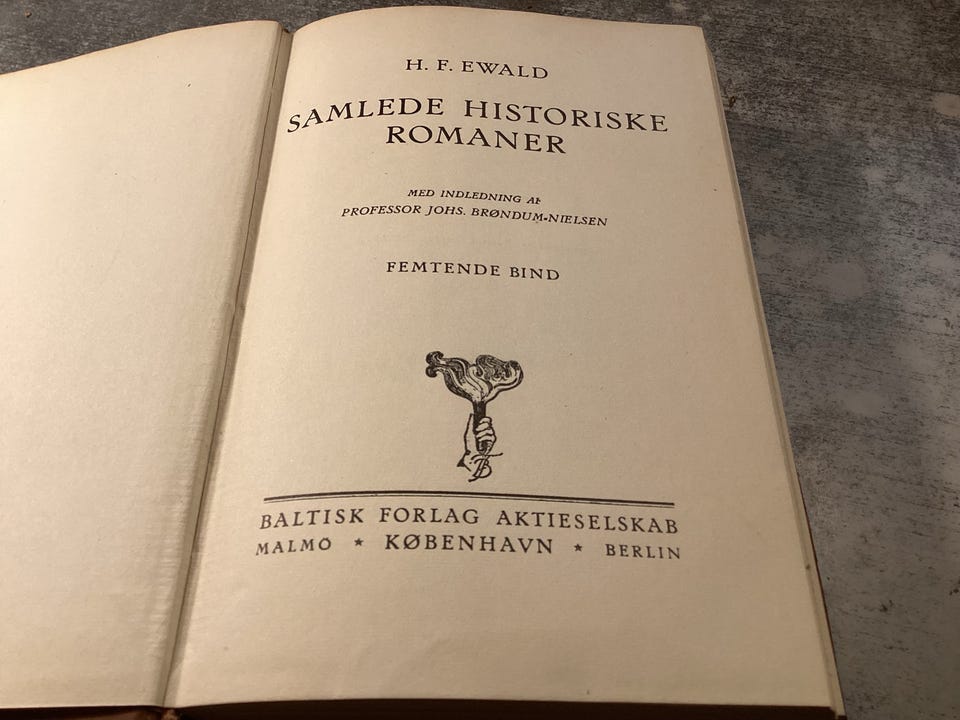 H. F. EWALD
SAMLEDE HISTORISKE
ROMANER
MED INDLEDNING AF
PROFESSOR JOHS. BRØNDUM-NIELSEN
FEMTENDE BIND
BALTISK FORLAG AKTIESELSKAB
MALMÖ ★ KØBENHAVN ★ BERLIN